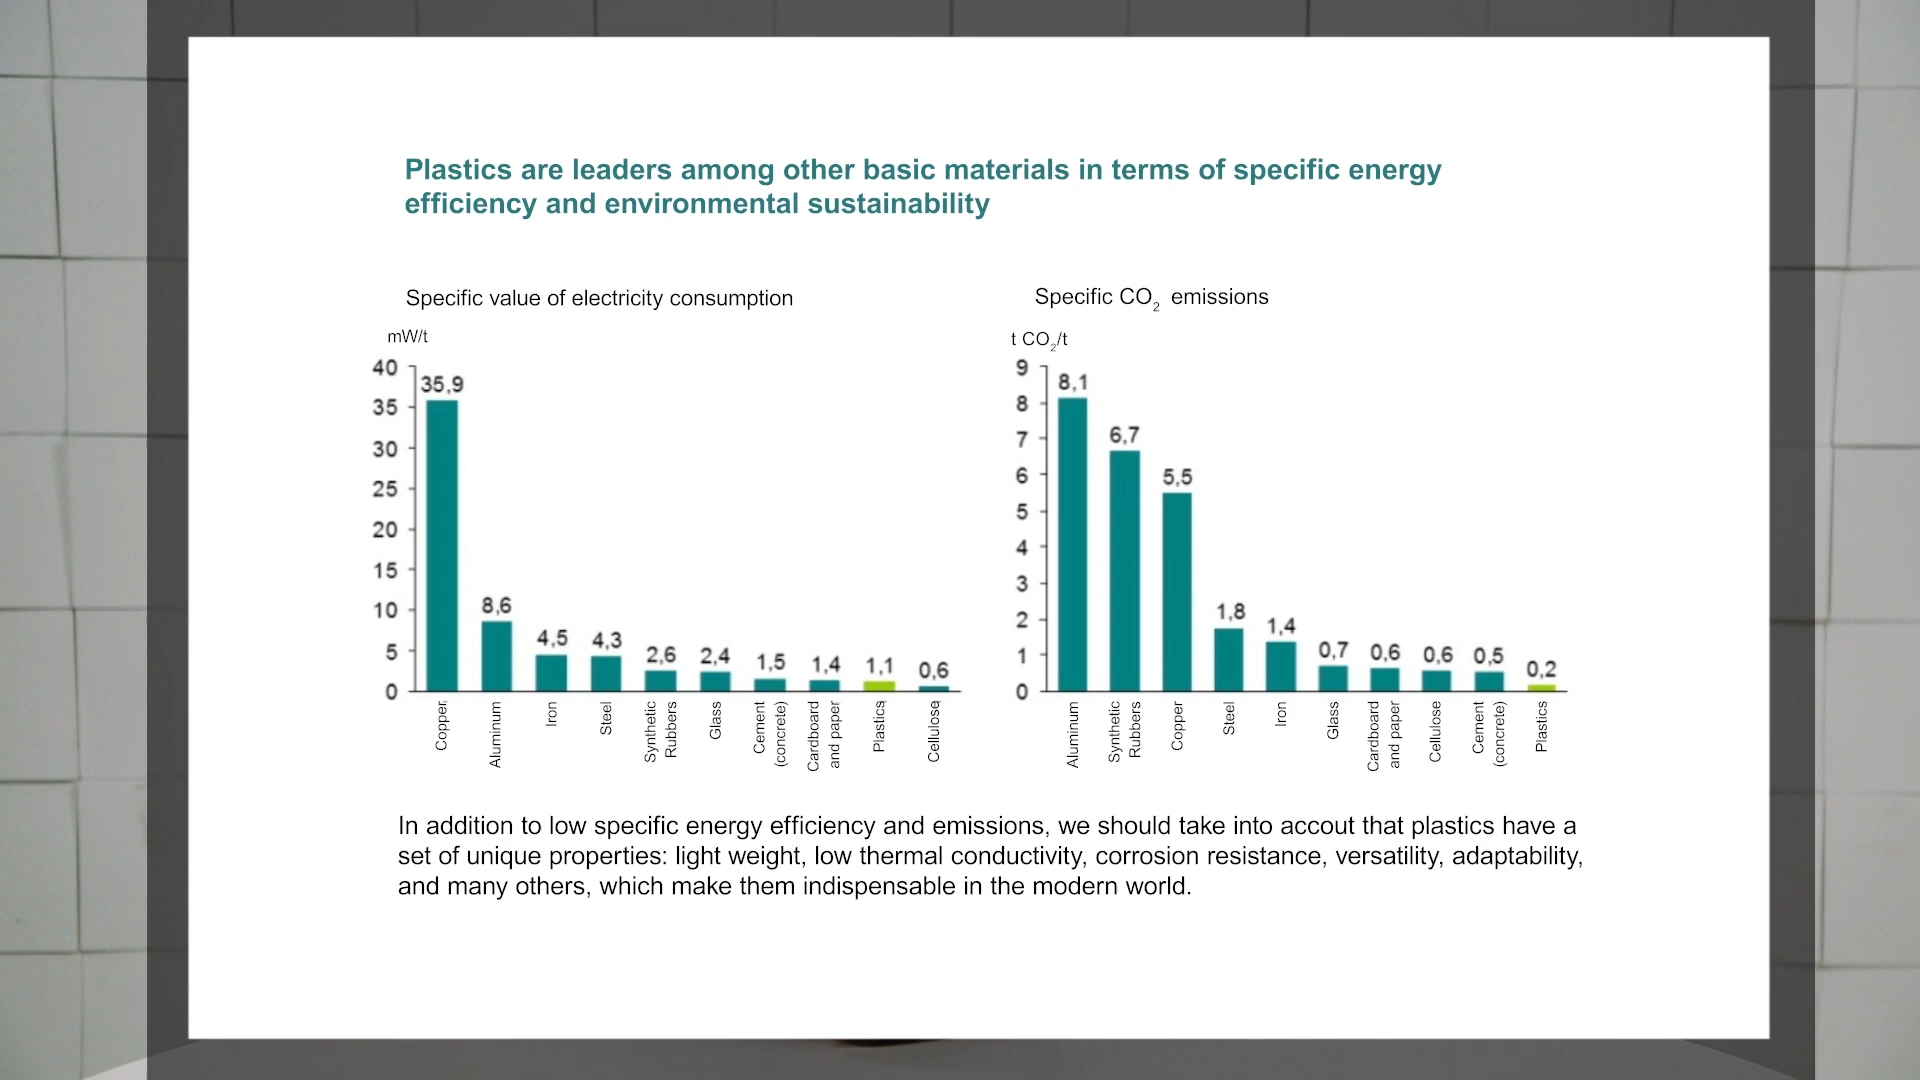 Plastics are leaders among other basic materials in terms of specific energy
efficiency and environmental sustainability
Specific value of electricity consumption
mW/t
40
35
30
25
20
15
10
5
0
35,9
8,6
4,5
4,3
2,6
2,4
1,5
1,4
1,1
0,6
Copper
Aluminum
Iron
Steel
Synthetic
Rubbers
Glass
Cement
(concrete)
Cardboard
and paper
Plastics
Cellulose
Specific CO2 emissions
t CO2/t
9
8
7
6
5
4
3
2
1
0
8,1
6,7
5,5
1,8
1,4
0,7
0,6
0,6
0,5
0,2
Aluminum
Synthetic
Rubbers
Copper
Steel
Iron
Glass
Cardboard
and paper
Cellulose
Cement
(concrete)
Plastics
In addition to low specific energy efficiency and emissions, we should take into accout that plastics have a
set of unique properties: light weight, low thermal conductivity, corrosion resistance, versatility, adaptability,
and many others, which make them indispensable in the modern world.